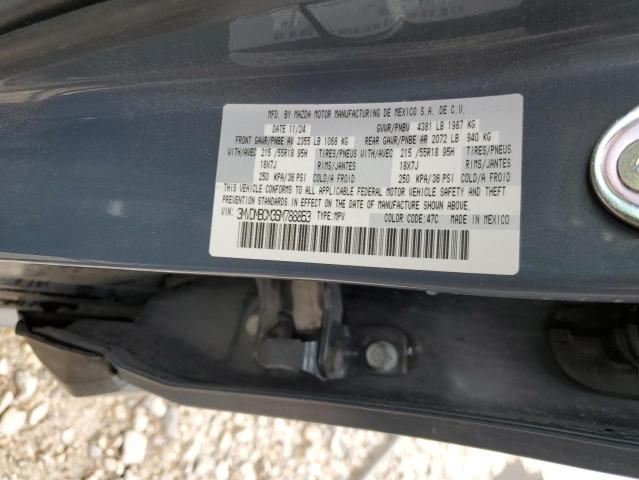 MFD. BY MAZDA MOTOR MANUFACTURING DE MEXICO S.A. DE C.V.
DATE 11/24 GVWR/PNBV 4381 LB 1987 KG
FRONT GAWR/PNBE AV 2355 LB 1068 KG REAR GAWR/PNBE AR 2072 LB 940 KG
WITH/AVEC 215 /55R18 95H TIRES/PNEUS WITH/AVEC 215 /55R18 95H TIRES/PNEUS
18X7J RIMS/JANTES 18X7J RIMS/JANTES
250 KPA/36 PSI COLD/A FROID 250 KPA/36 PSI COLD/A FROID
THIS VEHICLE CONFORMS TO ALL APPLICABLE FEDERAL MOTOR VEHICLE SAFETY AND THEFT
PREVENTION STANDARDS IN EFFECT ON THE DATE OF MANUFACTURE SHOWN ABOVE.
VIN: 3MVDMBCM3SM788853 TYPE: MPV COLOR CODE: 47C MADE IN MEXICO